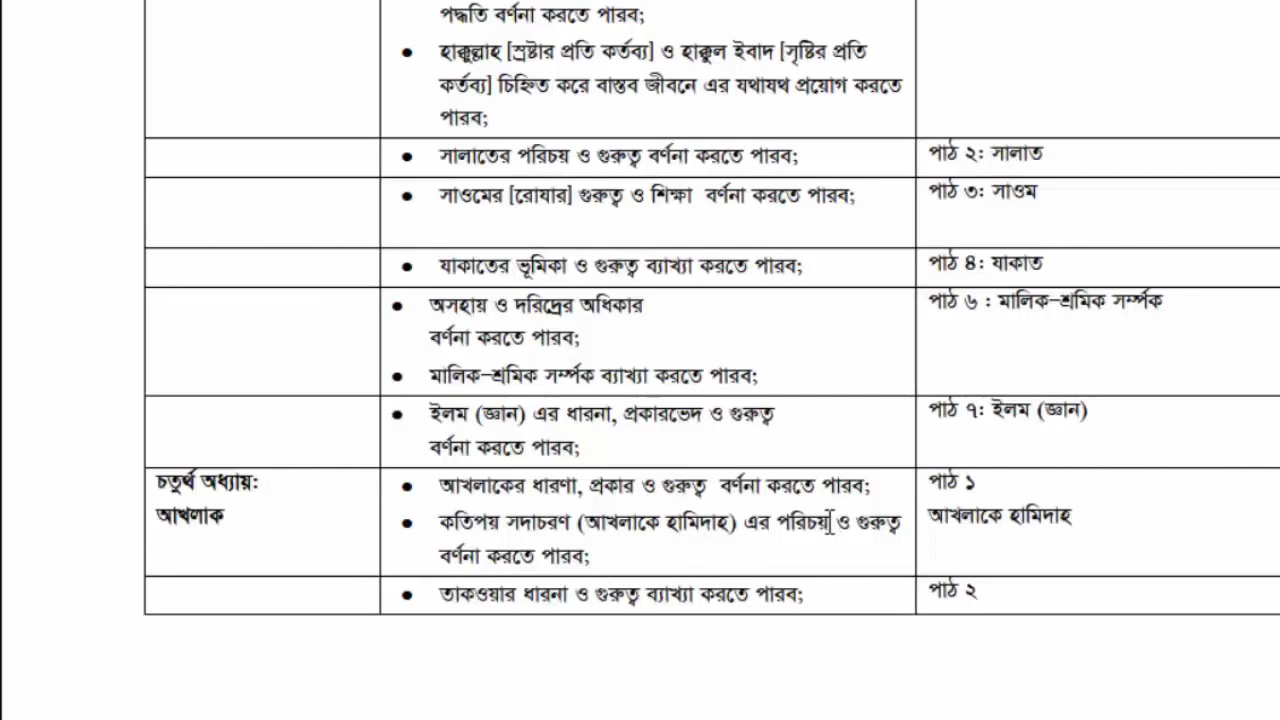 পদ্ধতি বর্ণনা করতে পারব;
● হাক্কুল্লাহ [স্রষ্টার প্রতি কর্তব্য] ও হাক্কুল ইবাদ [সৃষ্টির প্রতি
কর্তব্য] চিহ্নিত করে বাস্তব জীবনে এর যথাযথ প্রয়োগ করতে
পারব;
● সালাতের পরিচয় ও গুরুত্ব বর্ণনা করতে পারব;
পাঠ ২: সালাত
● সাওমের [রোযার] গুরুত্ব ও শিক্ষা বর্ণনা করতে পারব;
পাঠ ৩: সাওম
● যাকাতের ভূমিকা ও গুরুত্ব ব্যাখ্যা করতে পারব;
পাঠ ৪: যাকাত
● অসহায় ও দরিদ্রের অধিকার
বর্ণনা করতে পারব;
● মালিক-শ্রমিক সর্ম্পক ব্যাখ্যা করতে পারব;
পাঠ ৬ : মালিক-শ্রমিক সর্ম্পক
● ইলম (জ্ঞান) এর ধারনা, প্রকারভেদ ও গুরুত্ব
বর্ণনা করতে পারব;
পাঠ ৭: ইলম (জ্ঞান)
চতুর্থ অধ্যায়:
আখলাক
● আখলাকের ধারণা, প্রকার ও গুরুত্ব বর্ণনা করতে পারব;
● কতিপয় সদাচরণ (আখলাকে হামিদাহ) এর পরিচয় ও গুরুত্ব
বর্ণনা করতে পারব;
পাঠ ১
আখলাকে হামিদাহ
● তাকওয়ার ধারনা ও গুরুত্ব ব্যাখ্যা করতে পারব;
পাঠ ২